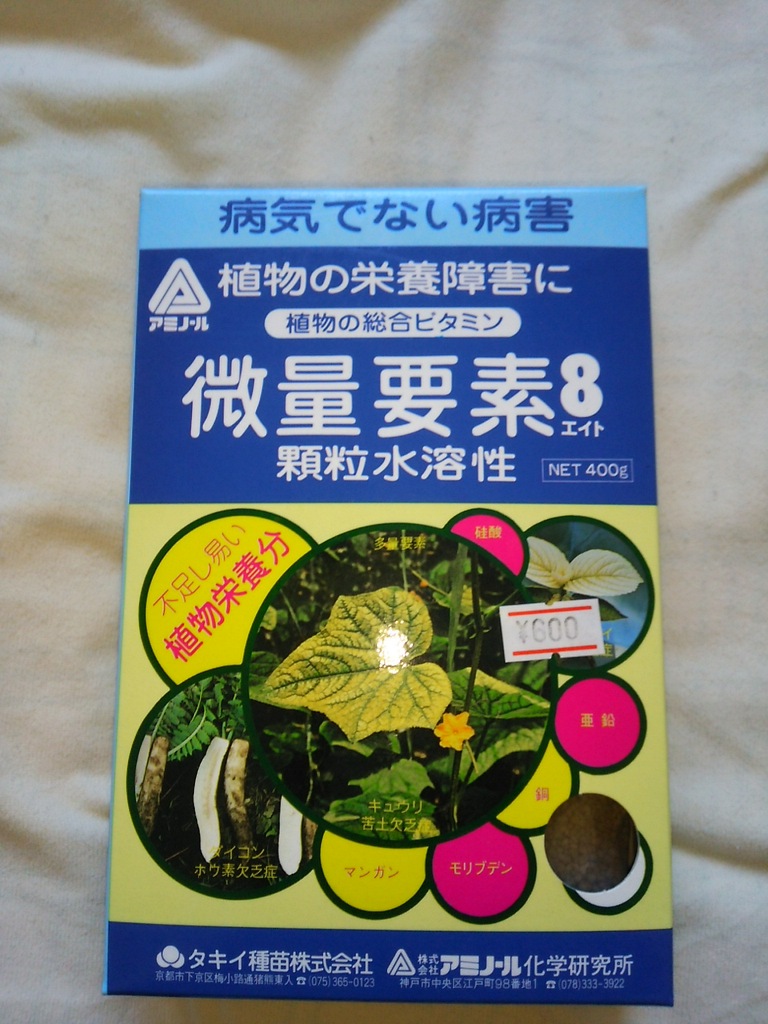 病気でない病害
アミノール
植物の栄養障害に
植物の総合ビタミン
微量要素8
エイト
顆粒水溶性
NET 400g
不足し易い
植物栄養分
多量要素
硅酸
¥600
イ
症
亜鉛
銅
キュウリ
苦土欠乏症
ダイコン
ホウ素欠乏症
マンガン
モリブデン
タキイ種苗株式会社
京都市下京区梅小路通猪熊東入 ☎(075)365-0123
株式会社 アミノール化学研究所
神戸市中央区江戸町98番地1 ☎(078)333-3922